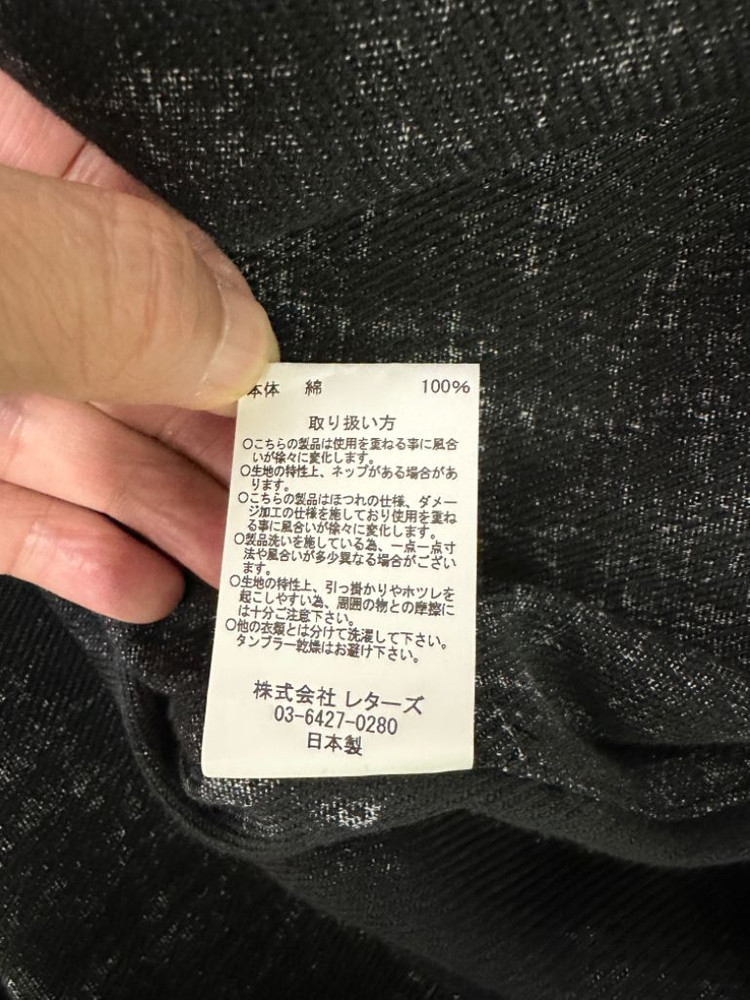 本体 綿 100%
取り扱い方
○こちらの製品は使用を重ねる事に風合
いが徐々に変化します。
○生地の特性上、ネップがある場合があ
ります。
○こちらの製品はほつれの仕様、ダメー
ジ加工の仕様を施しており使用を重ね
る事に風合いが徐々に変化します。
○製品洗いを施している為、一点一点寸
法や風合いが多少異なる場合がござい
ます。
○生地の特性上、引っ掛かりやホツレを
起こしやすい為、周囲の物との摩擦に
は十分ご注意下さい。
○他の衣類とは分けて洗濯して下さい。
タンブラー乾燥はお避け下さい。
株式会社 レターズ
03-6427-0280
日本製